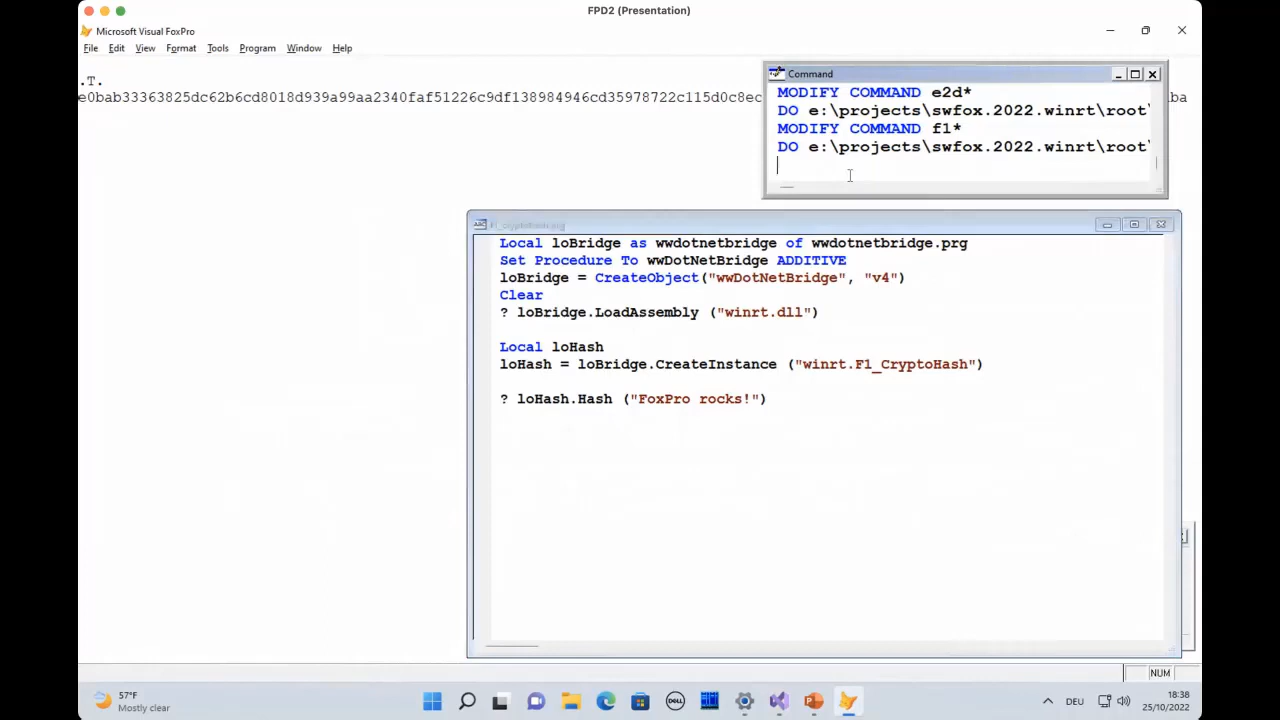 FPD2 (Presentation)
Microsoft Visual FoxPro
File Edit View Format Tools Program Window Help
.T.
e0bab33363825dc62b6cd8018d939a99aa2340faf51226c9df138984946cd35978722c115d0c8ec
ba
Command
MODIFY COMMAND e2d*
DO e:\projects\swfox.2022.winrt\root\
MODIFY COMMAND f1*
DO e:\projects\swfox.2022.winrt\root\
f1_cryptohash.prg
Local loBridge as wwdotnetbridge of wwdotnetbridge.prg
Set Procedure To wwDotNetBridge ADDITIVE
loBridge = CreateObject("wwDotNetBridge", "v4")
Clear
? loBridge.LoadAssembly ("winrt.dll")
Local loHash
loHash = loBridge.CreateInstance ("winrt.F1_CryptoHash")
? loHash.Hash ("FoxPro rocks!")
NUM
57°F
Mostly clear
DELL
DEU
18:38
25/10/2022